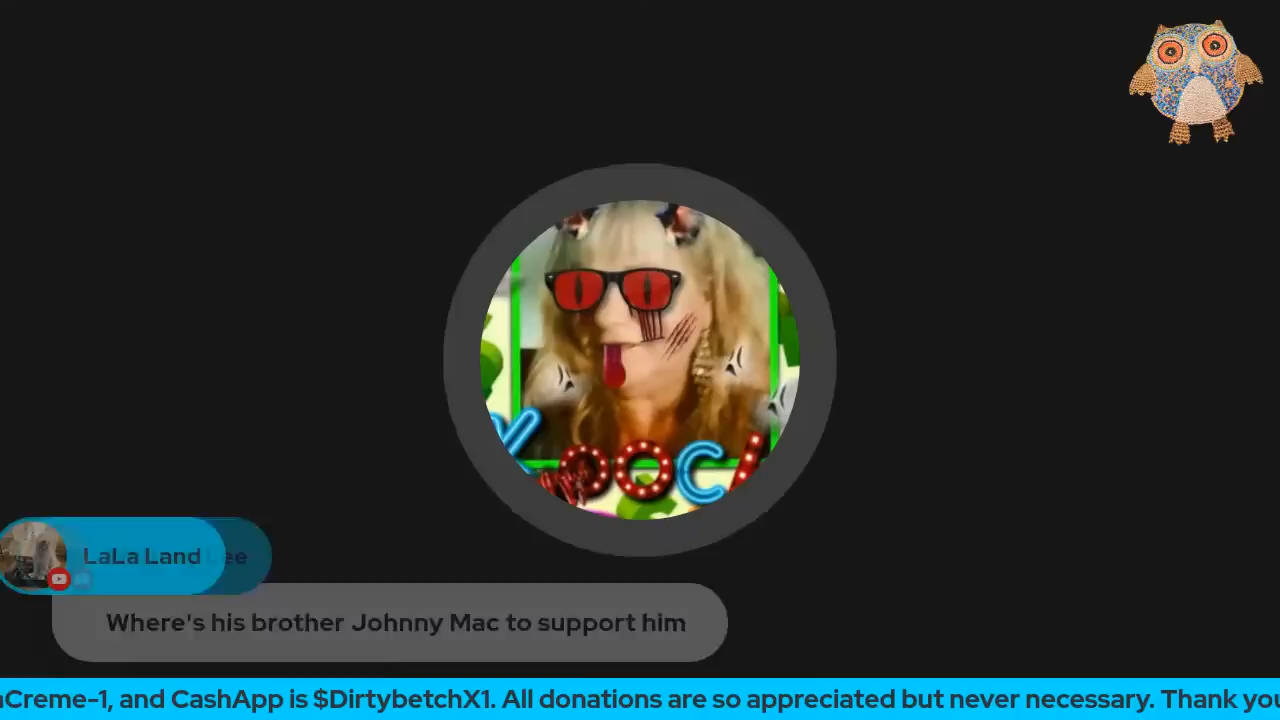 LaLa Land
Where's his brother Johnny Mac to support him
Creme-1, and CashApp is $DirtybetchX1. All donations are so appreciated but never necessary. Thank you